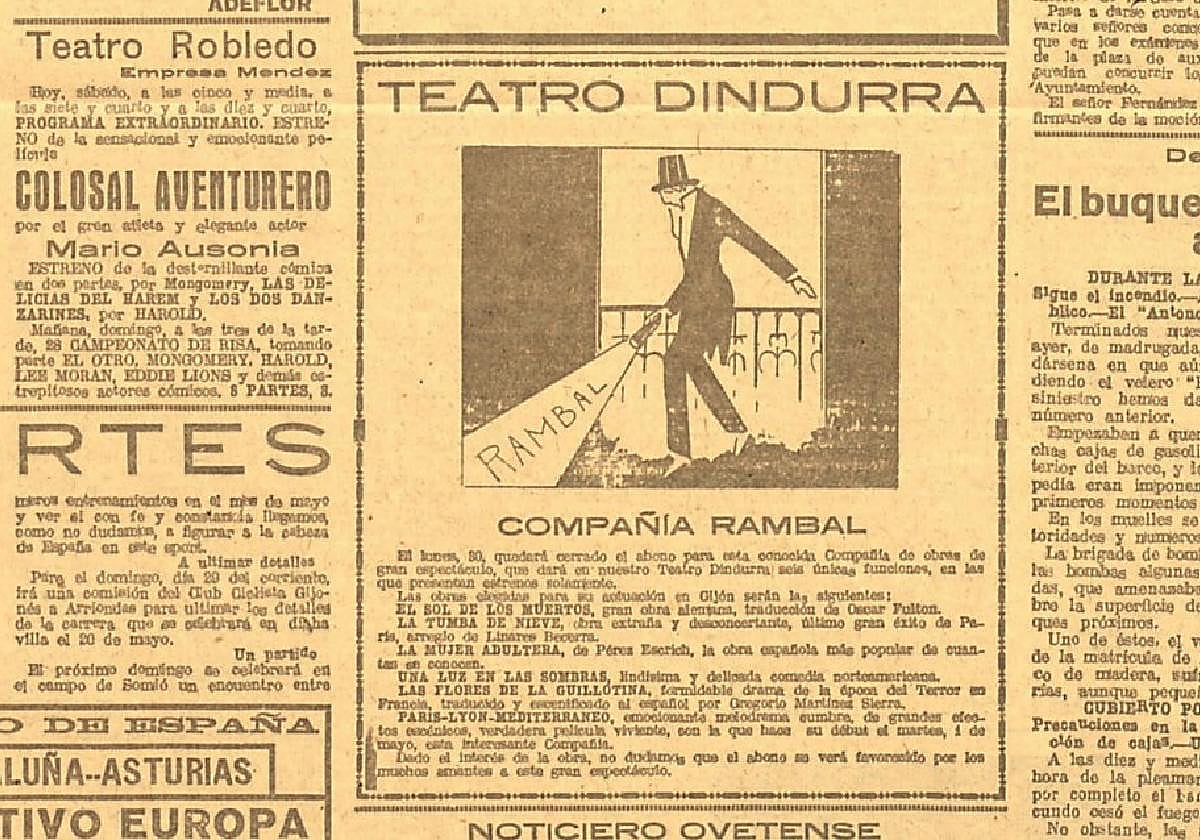 ADEFLOR
Teatro Robledo
Empresa Mendez
Hoy, sábado, a las cinco y media, a
las siete y cuarto y a las diez y cuarto,
PROGRAMA EXTRAORDINARIO. ESTRE-
NO de la sensacional y emocionante pe-
lícula
COLOSAL AVENTURERO
por el gran atleta y elegante actor
Mario Ausonia
ESTRENO de la desternillante cómica
en dos partes, por Mongomery, LAS DE-
LICIAS DEL HAREM y LOS DOS DAN-
ZARINES, por HAROLD.
Mañana, domingo, a las tres de la tar-
de, 28 CAMPEONATO DE RISA, tomando
parte EL OTRO, MONGOMERY, HAROLD,
LEE MORAN, EDDIE LIONS y demás es-
trepitosos actores cómicos. 8 PARTES, 8.
RTES
meros entrenamientos en el mes de mayo
y ver si con fe y constancia llegamos,
como no dudamos, a figurar a la cabeza
de España en este sport.
A ultimar detalles
Para el domingo, día 29 del corriente,
irá una comisión del Club Ciclista Gijo-
nés a Arriondas para ultimar los detalles
de la carrera que se celebrará en dicha
villa el 20 de mayo.
Un partido
El próximo domingo se celebrará en
el campo de Somió un encuentro entre
O DE ESPAÑA
ALUÑA--ASTURIAS
TIVO EUROPA
TEATRO DINDURRA
RAMBAL
COMPAÑÍA RAMBAL
El lunes, 30, quedará cerrado el abono para esta conocida Compañía de obras de
gran espectáculo, que dará en nuestro Teatro Dindurra seis únicas funciones, en las
que presentan estrenos solamente.
Las obras elegidas para su actuación en Gijón serán las siguientes:
EL SOL DE LOS MUERTOS, gran obra alemana, traducción de Oscar Fulton.
LA TUMBA DE NIEVE, obra extraña y desconcertante, último gran éxito de Pa-
rís, arreglo de Linares Becerra.
LA MUJER ADULTERA, de Pérez Escrich, la obra española más popular de cuan-
tas se conocen.
UNA LUZ EN LAS SOMBRAS, lindísima y delicada comedia norteamericana.
LAS FLORES DE LA GUILLOTINA, formidable drama de la época del Terror en
Francia, traducido y escenificado al español por Gregorio Martínez Sierra.
PARIS-LYON-MEDITERRANEO, emocionante melodrama cumbre, de grandes efec-
tos escénicos, verdadera película viviente, con la que hace su début el martes, 1 de
mayo, esta interesante Compañía.
Dado el interés de la obra, no dudamos que el abono se verá favorecido por los
muchos amantes a este gran espectáculo.
NOTICIERO OVETENSE
Pasa a darse cuenta
varios señores conce
que en los exámenes
de la plaza de aux
puedan concurrir lo
Ayuntamiento.
El señor Fernández
firmantes de la moción
De
El buque
a
DURANTE LA
Sigue el incendio.—
blico.—El "Antono
Terminados nues
ayer, de madrugada
dársena en que aú
diendo el velero "
siniestro hemos da
número anterior.
Empezaban a que
chas cajas de gasoli
terior del barco, y l
pedía eran imponen
primeros momentos
En los muelles se
toridades y numeros
La brigada de bom
las bombas algunas
das, que amenazaba
bre la superficie d
ques próximos.
Uno de éstos, el v
de la matrícula de
co de madera, sufr
rías, aunque peque
CUBIERTO PO
Precauciones en la
ción de cajas.—U
A las diez y medi
hora de la pleamar
por completo el ba
cundo cesó el fuego
No obstante, las